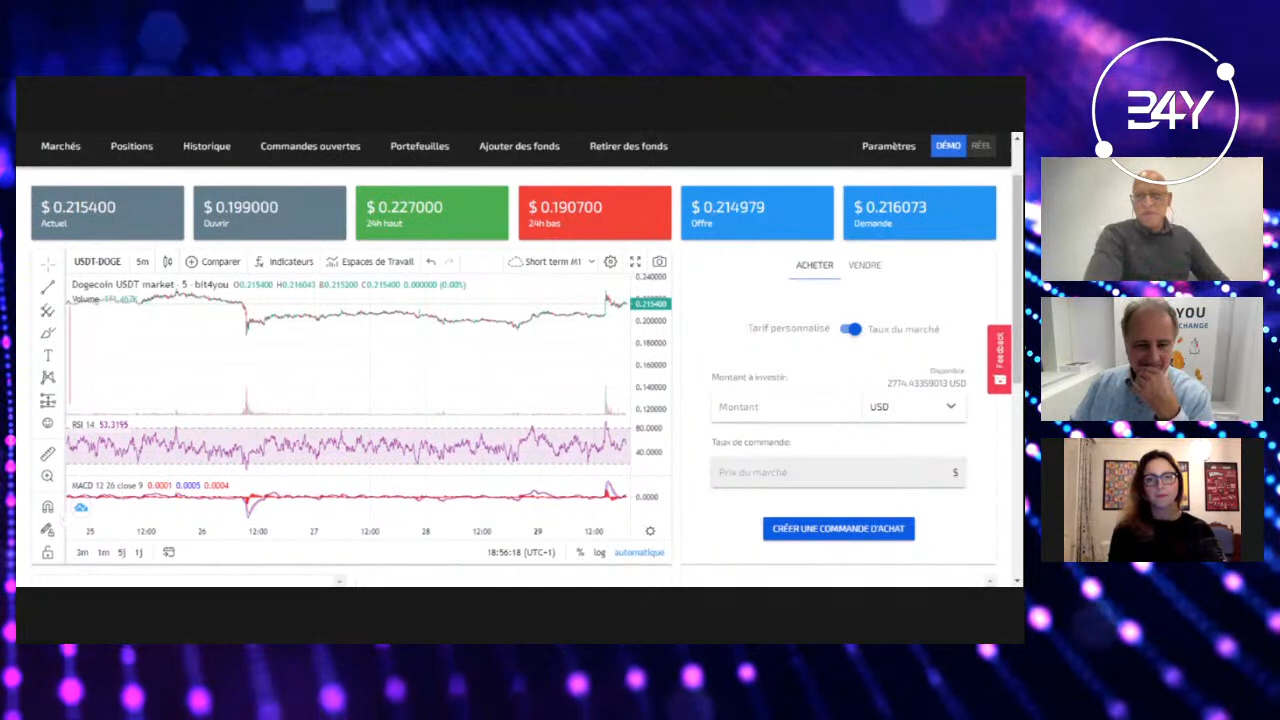 B4Y
Marchés Positions Historique Commandes ouvertes Portefeuilles Ajouter des fonds Retirer des fonds Paramètres DÉMO RÉEL
$ 0.215400 $ 0.199000 $ 0.227000 $ 0.190700 $ 0.214979 $ 0.216073
Actuel Ouvrir 24h haut 24h bas Offre Demande
USDT-DOGE 5m Comparer Indicateurs Espaces de Travail Short term M1
Dogecoin USDT market · 5 · bit4you O0.215400 H0.216043 B0.215200 C0.215400 0.000000 (0.00%)
Volume
0.240000
0.215400
0.200000
0.180000
0.160000
0.140000
0.120000
RSI 14 53.3195
80.0000
40.0000
MACD 12 26 close 9 0.0001 0.0005 0.0004
0.0000
25 12:00 26 12:00 27 12:00 28 12:00 29 12:00
3m 1m 5j 1j 18:56:18 (UTC+1) % log automatique
ACHETER VENDRE
Tarif personnalisé Taux du marché
Disponible
Montant à investir: 2774.43359013 USD
Montant USD
Taux de commande:
Prix du marché $
CRÉER UNE COMMANDE D'ACHAT
Feedback
YOU
CHANGE